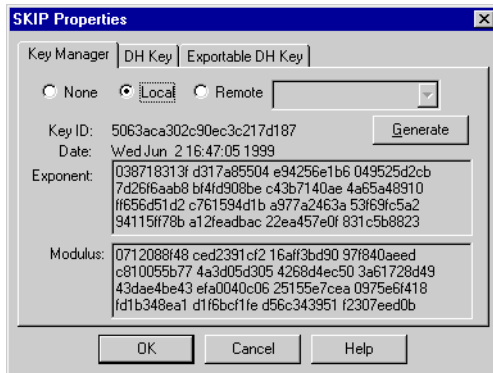 SKIP Properties
Key Manager DH Key Exportable DH Key
None Local Remote
Key ID: 5063aca302c90ec3c217d187 Generate
Date: Wed Jun 2 16:47:05 1999
Exponent: 038718313f d317a85504 e94256e1b6 049525d2cb
7d26f6aab8 bf4fd908be c43b7140ae 4a65a48910
ff656d51d2 c761594d1b a977a2463a 53f69fc5a2
94115ff78b a12feadbac 22ea457e0f 831c5b8823
Modulus: 0712088f48 ced2391cf2 16aff3bd90 97f840aeed
c810055b77 4a3d05d305 4268d4ec50 3a61728d49
43dae4be43 efa0040c06 25155e7cea 0975e6f418
fd1b348ea1 d1f6bcf1fe d56c343951 f2307eed0b
OK Cancel Help